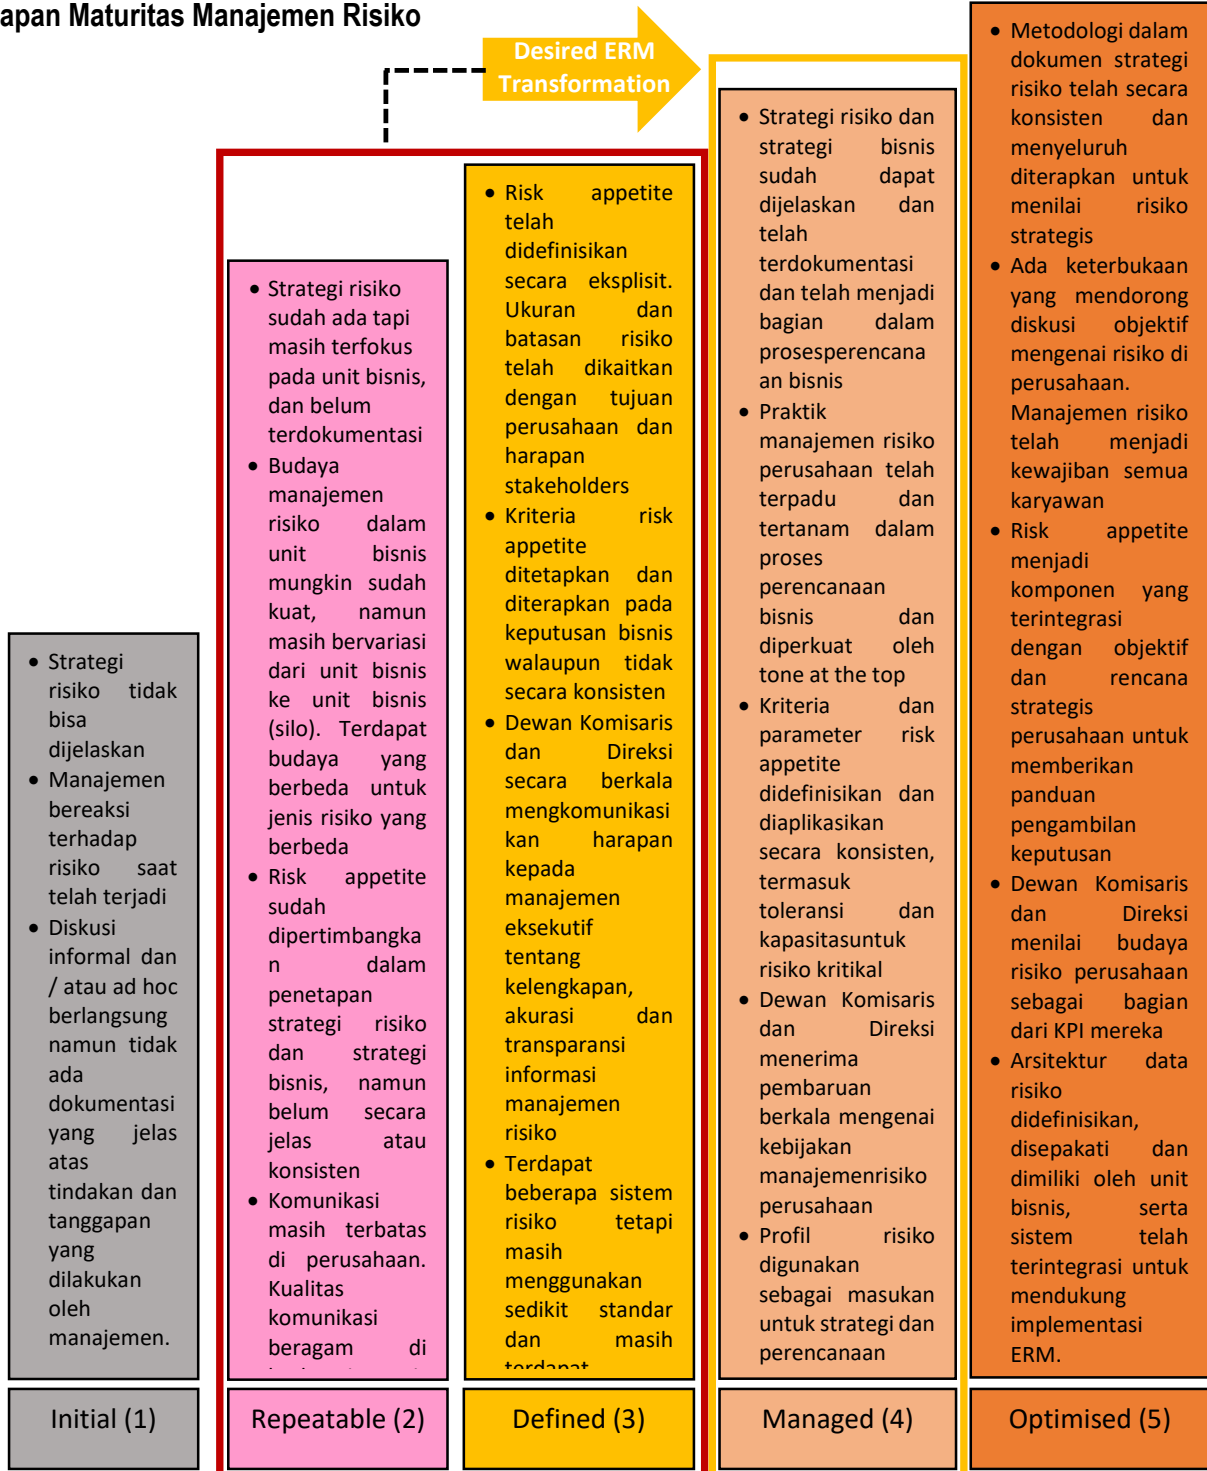 apan Maturitas Manajemen Risiko
Desired ERM
Transformation
• Strategi
risiko tidak
bisa
dijelaskan
• Manajemen
bereaksi
terhadap
risiko saat
telah terjadi
• Diskusi
informal dan
/ atau ad hoc
berlangsung
namun tidak
ada
dokumentasi
yang jelas
atas
tindakan dan
tanggapan
yang
dilakukan
oleh
manajemen.
Initial (1)
• Strategi risiko
sudah ada tapi
masih terfokus
pada unit bisnis,
dan belum
terdokumentasi
• Budaya
manajemen
risiko dalam
unit bisnis
mungkin sudah
kuat, namun
masih bervariasi
dari unit bisnis
ke unit bisnis
(silo). Terdapat
budaya yang
berbeda untuk
jenis risiko yang
berbeda
• Risk appetite
sudah
dipertimbangka
n dalam
penetapan
strategi risiko
dan strategi
bisnis, namun
belum secara
jelas atau
konsisten
• Komunikasi
masih terbatas
di perusahaan.
Kualitas
komunikasi
beragam di
Repeatable (2)
• Risk appetite
telah
didefinisikan
secara eksplisit.
Ukuran dan
batasan risiko
telah dikaitkan
dengan tujuan
perusahaan dan
harapan
stakeholders
• Kriteria risk
appetite
ditetapkan dan
diterapkan pada
keputusan bisnis
walaupun tidak
secara konsisten
• Dewan Komisaris
dan Direksi
secara berkala
mengkomunikasi
kan harapan
kepada
manajemen
eksekutif
tentang
kelengkapan,
akurasi dan
transparansi
informasi
manajemen
risiko
• Terdapat
beberapa sistem
risiko tetapi
masih
menggunakan
sedikit standar
dan masih
terdapat
Defined (3)
• Strategi risiko dan
strategi bisnis
sudah dapat
dijelaskan dan
telah
terdokumentasi
dan telah menjadi
bagian dalam
prosesperencana
an bisnis
• Praktik
manajemen risiko
perusahaan telah
terpadu dan
tertanam dalam
proses
perencanaan
bisnis dan
diperkuat oleh
tone at the top
• Kriteria dan
parameter risk
appetite
didefinisikan dan
diaplikasikan
secara konsisten,
termasuk
toleransi dan
kapasitasuntuk
risiko kritikal
• Dewan Komisaris
dan Direksi
menerima
pembaruan
berkala mengenai
kebijakan
manajemenrisiko
perusahaan
• Profil risiko
digunakan
sebagai masukan
untuk strategi dan
perencanaan
Managed (4)
• Metodologi dalam
dokumen strategi
risiko telah secara
konsisten dan
menyeluruh
diterapkan untuk
menilai risiko
strategis
• Ada keterbukaan
yang mendorong
diskusi objektif
mengenai risiko di
perusahaan.
Manajemen risiko
telah menjadi
kewajiban semua
karyawan
• Risk appetite
menjadi
komponen yang
terintegrasi
dengan objektif
dan rencana
strategis
perusahaan untuk
memberikan
panduan
pengambilan
keputusan
• Dewan Komisaris
dan Direksi
menilai budaya
risiko perusahaan
sebagai bagian
dari KPI mereka
• Arsitektur data
risiko
didefinisikan,
disepakati dan
dimiliki oleh unit
bisnis, serta
sistem telah
terintegrasi untuk
mendukung
implementasi
ERM.
Optimised (5)